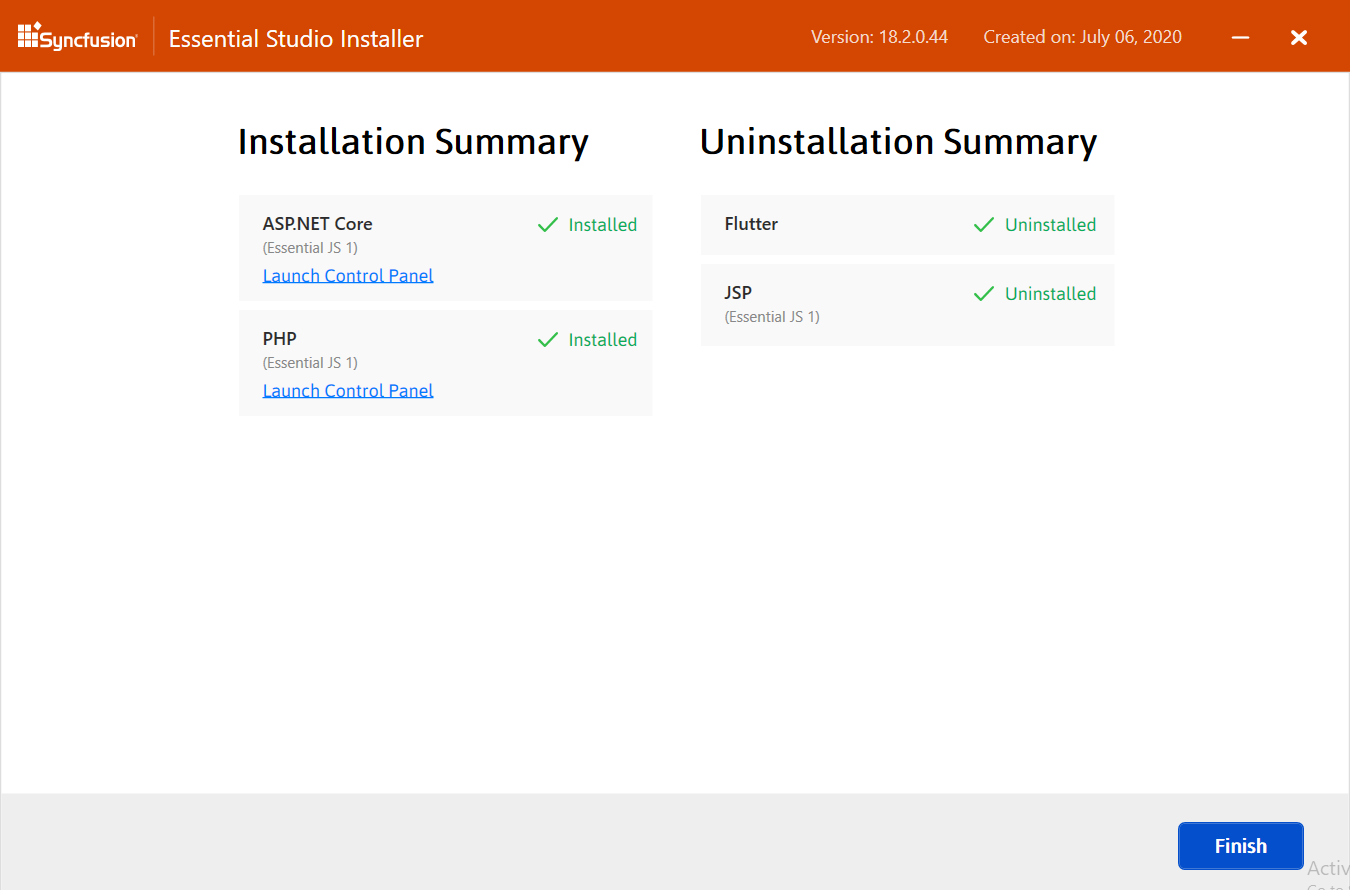 Syncfusion
Essential Studio Installer
Version: 18.2.0.44
Created on: July 06, 2020
Installation Summary
ASP.NET Core
Installed
(Essential JS 1)
Launch Control Panel
PHP
Installed
(Essential JS 1)
Launch Control Panel
Uninstallation Summary
Flutter
Uninstalled
JSP
Uninstalled
(Essential JS 1)
Finish
Activ